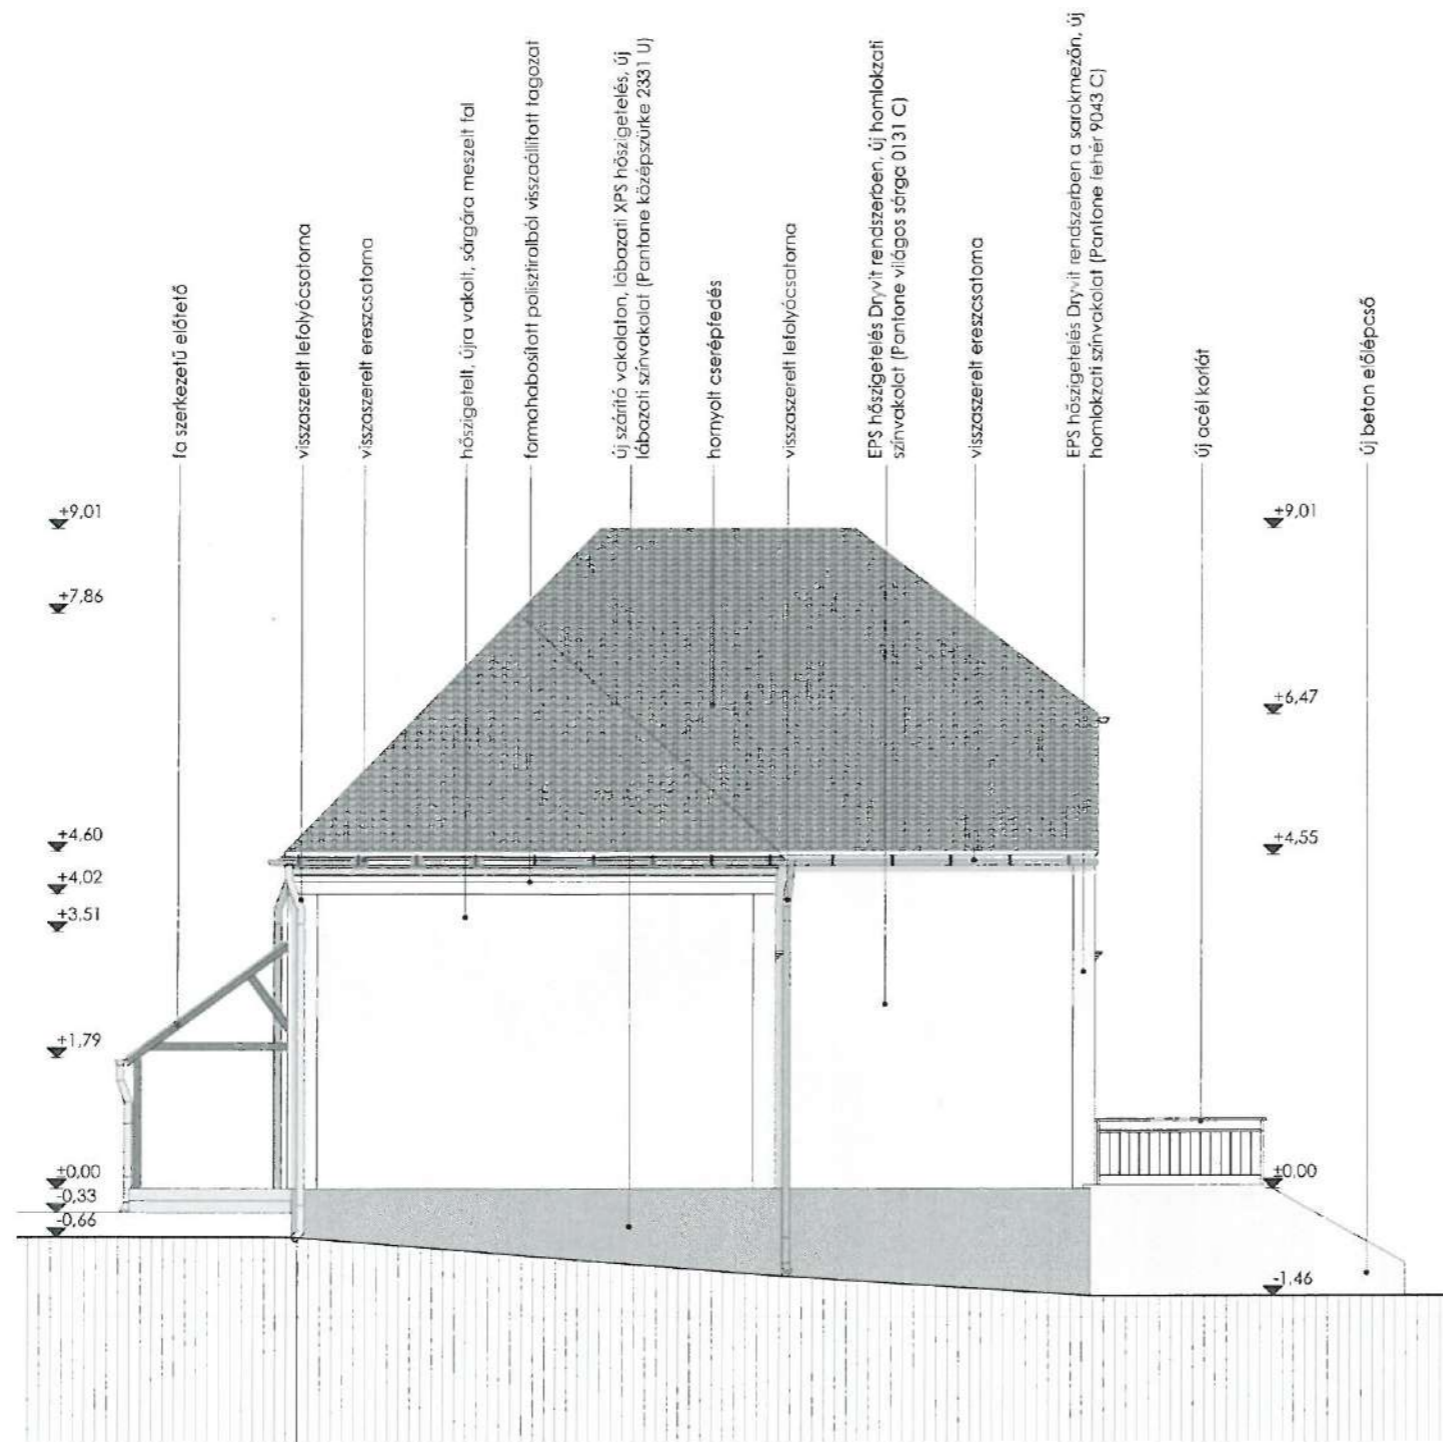 fa szerkezetű előtető
visszaszerelt lefolyócsatorna
visszaszerelt ereszcsatorna
hőszigetelt, újra vakolt, sárgára meszelt fal
formahabosított polisztirolból visszaállított tagozat
új szárító vakolaton, lábazati XPS hőszigetelés, új
lábazati színvakolat (Pantone középszürke 2331 U)
hornyolt cserépfedés
visszaszerelt lefolyócsatorna
EPS hőszigetelés Dryvit rendszerben, új homlokzati
színvakolat (Pantone világos sárga 0131 C)
visszaszerelt ereszcsatorna
EPS hőszigetelés Dryvit rendszerben a sarokmezőn, új
homlokzati színvakolat (Pantone fehér 9043 C)
új acél korlát
új beton előlépcső
+9,01
+7,86
+4,60
+4,02
+3,51
+1,79
±0,00
-0,33
-0,66
+9,01
+6,47
+4,55
±0,00
-1,46